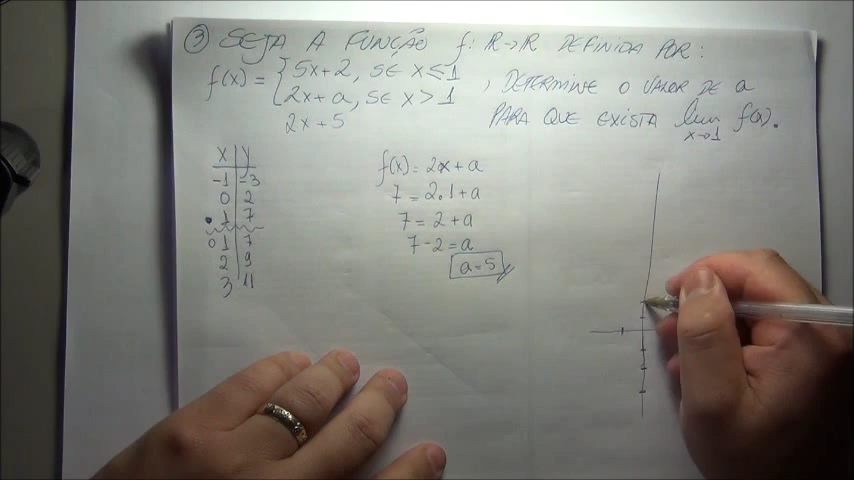 ③ SEJA A FUNÇÃO f: R→R DEFINIDA POR:
f(x) = { 5x+2, SE x ≤ 1
2x+a, SE x > 1
, DETERMINE O VALOR DE a
PARA QUE EXISTA lim f(x).
x→1
2x+5
x | y
-1 | -3
0 | 2
• 1 | 7
o 1 | 7
2 | 9
3 | 11
f(x) = 2x+a
7 = 2.1+a
7 = 2+a
7-2 = a
a = 5